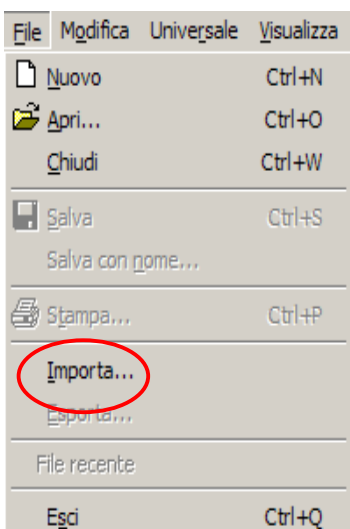 File Modifica Universale Visualizza
Nuovo Ctrl+N
Apri... Ctrl+O
Chiudi Ctrl+W
Salva Ctrl+S
Salva con nome...
Stampa... Ctrl+P
Importa...
Esporta...
File recente
Esci Ctrl+Q